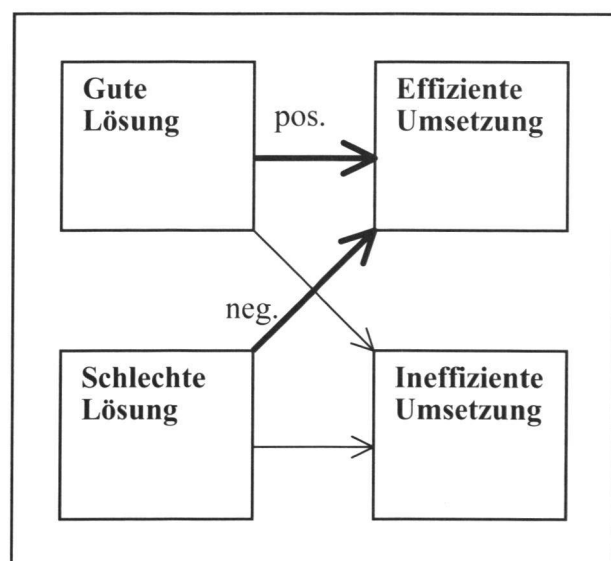 Gute
Lösung
pos.
Effiziente
Umsetzung
neg.
Schlechte
Lösung
Ineffiziente
Umsetzung